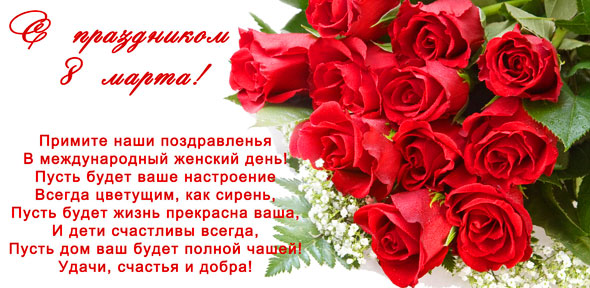 С праздником
8 марта!
Примите наши поздравленья
В международный женский день!
Пусть будет ваше настроение
Всегда цветущим, как сирень,
Пусть будет жизнь прекрасна ваша,
И дети счастливы всегда,
Пусть дом ваш будет полной чашей!
Удачи, счастья и добра!